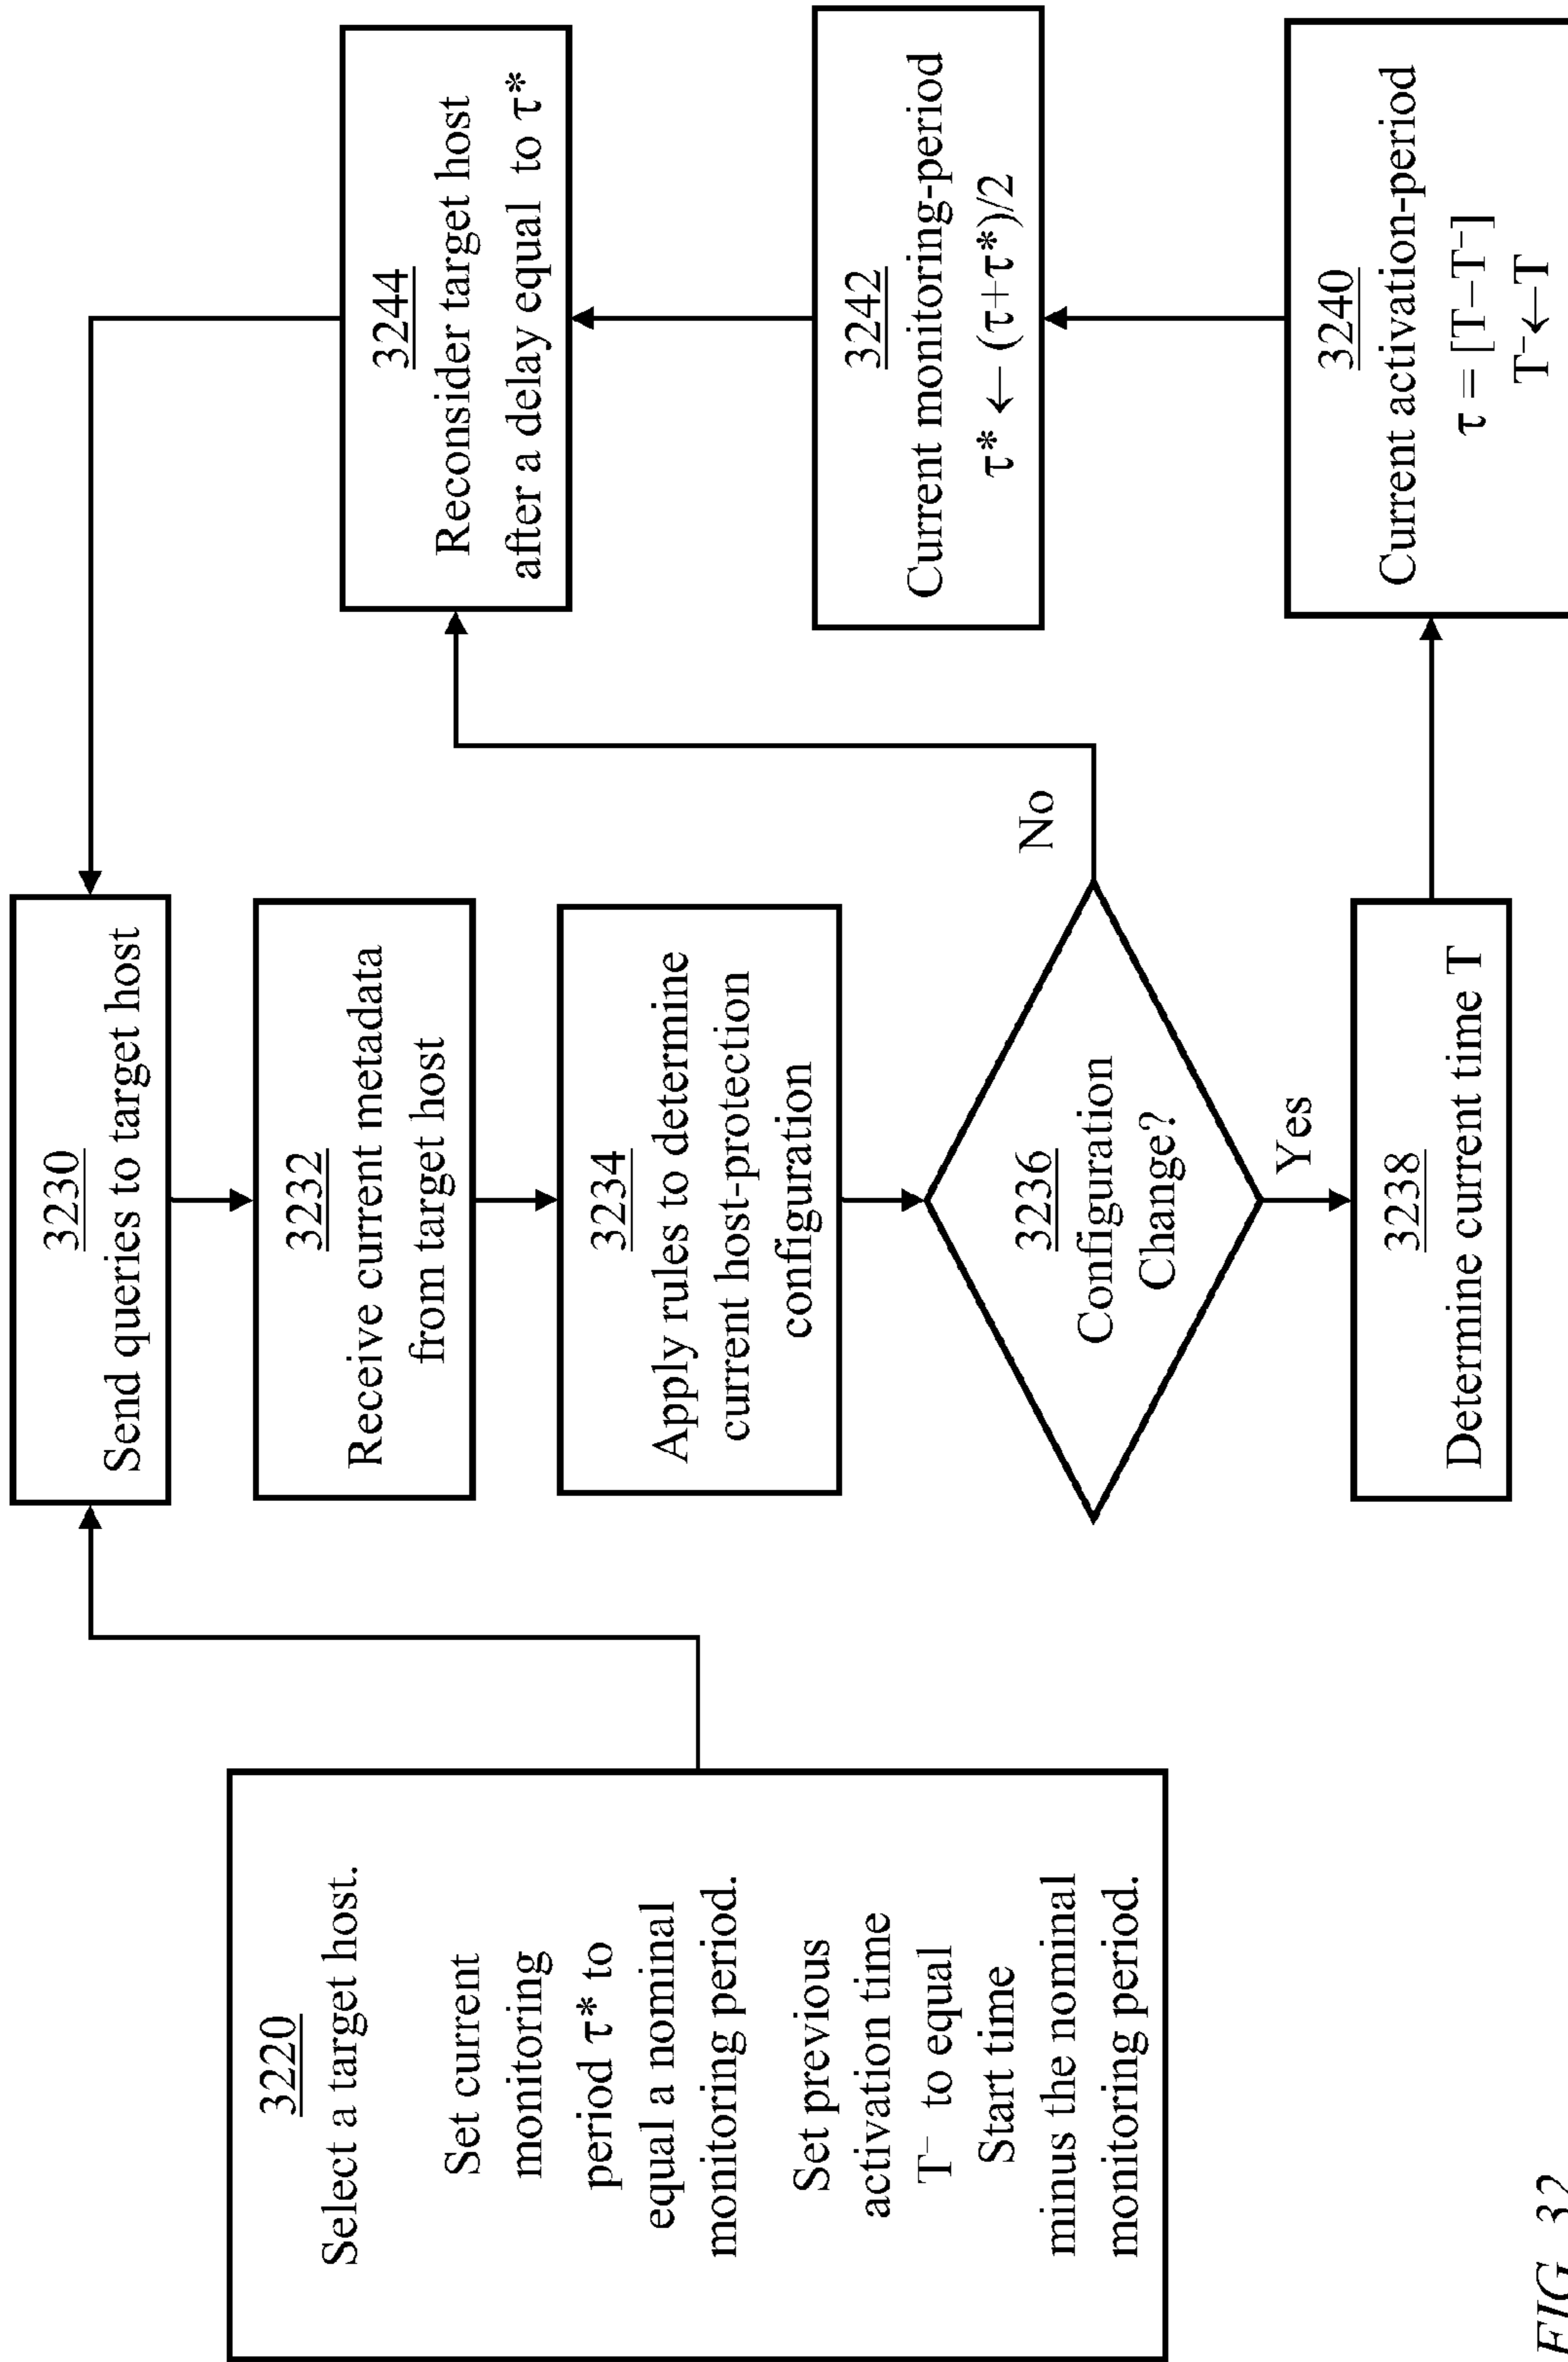 3220
Select a target host.
Set current
monitoring
period τ* to
equal a nominal
monitoring period.
Set previous
activation time
T⁻ to equal
Start time
minus the nominal
monitoring period.
3230
Send queries to target host
3232
Receive current metadata
from target host
3234
Apply rules to determine
current host-protection
configuration
3236
Configuration
Change?
No
Yes
3238
Determine current time T
3240
Current activation-period
τ = [T−T⁻]
T⁻←T
3242
Current monitoring-period
τ* ← (τ+τ*)/2
3244
Reconsider target host
after a delay equal to τ*
FIG. 32